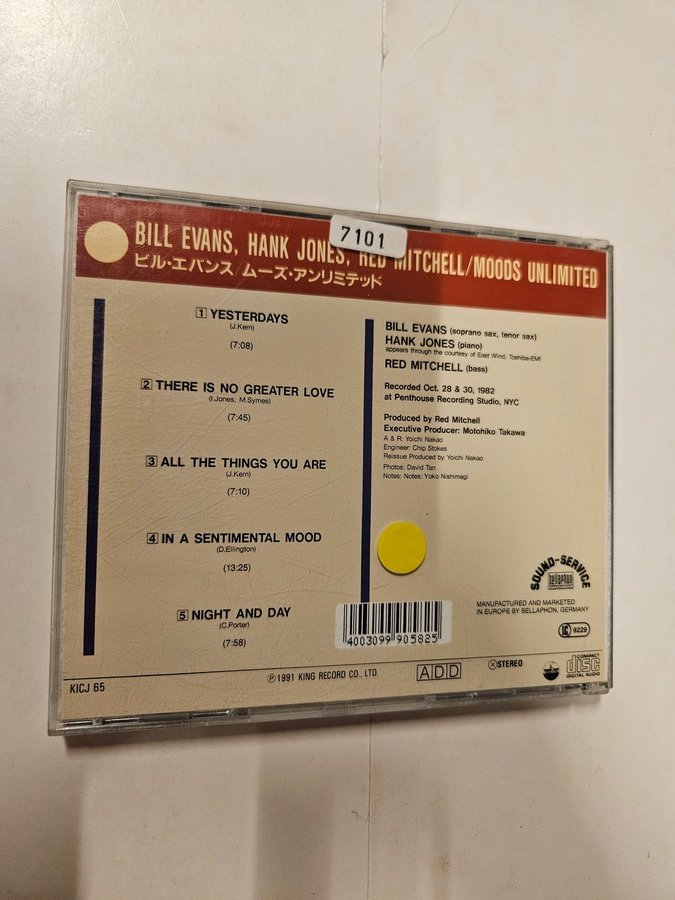 7101
BILL EVANS, HANK JONES, RED MITCHELL/MOODS UNLIMITED
ビル・エバンス/ムーズ・アンリミテッド
1 YESTERDAYS
(J.Kern)
(7:08)
2 THERE IS NO GREATER LOVE
(I.Jones, M.Symes)
(7:45)
3 ALL THE THINGS YOU ARE
(J.Kern)
(7:10)
4 IN A SENTIMENTAL MOOD
(D.Ellington)
(13:25)
5 NIGHT AND DAY
(C.Porter)
(7:58)
BILL EVANS (soprano sax, tenor sax)
HANK JONES (piano)
appears through the courtesy of East Wind, Toshiba-EMI
RED MITCHELL (bass)
Recorded Oct. 28 & 30, 1982
at Penthouse Recording Studio, NYC
Produced by Red Mitchell
Executive Producer: Motohiko Takawa
A & R: Yoichi Nakao
Engineer: Chip Stokes
Reissue Produced by Yoichi Nakao
Photos: David Tan
Notes: Notes: Yoko Nishimagi
SOUND-SERVICE
bellaphon
MANUFACTURED AND MARKETED
IN EUROPE BY BELLAPHON, GERMANY
LC 9229
4003099 905825
KICJ 65
Ⓟ1991 KING RECORD CO., LTD.
ADD
STEREO
COMPACT
disc
DIGITAL AUDIO